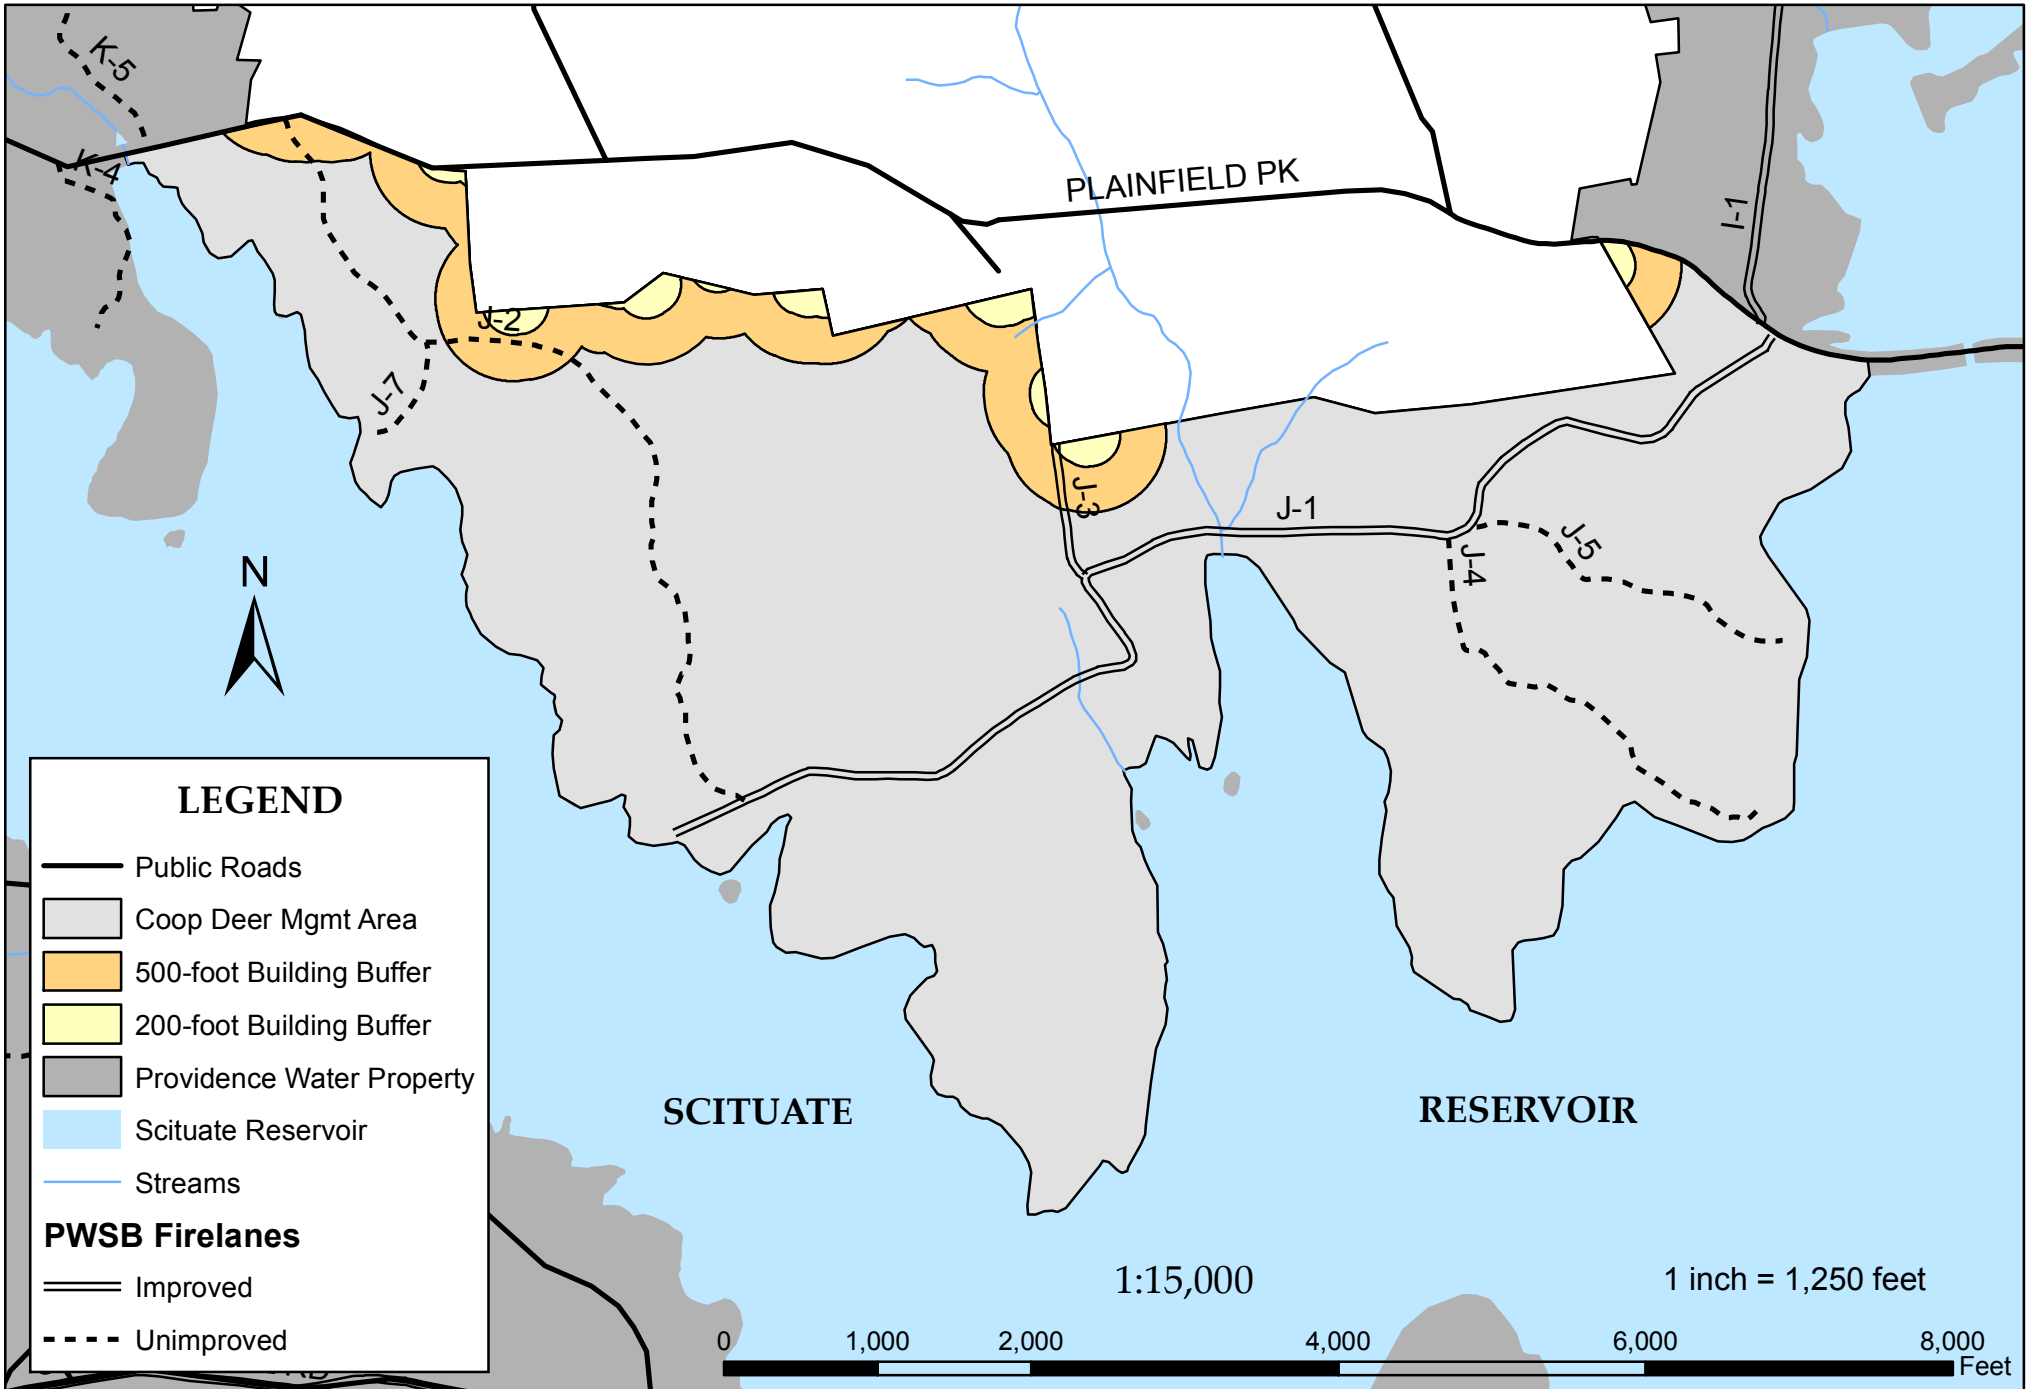 K-5
K-4
PLAINFIELD PK
I-1
J-2
J-7
J-3
J-1
J-4
J-5
N
LEGEND
Public Roads
Coop Deer Mgmt Area
500-foot Building Buffer
200-foot Building Buffer
Providence Water Property
Scituate Reservoir
Streams
PWSB Firelanes
Improved
Unimproved
SCITUATE
RESERVOIR
1:15,000
1 inch = 1,250 feet
0 1,000 2,000 4,000 6,000 8,000
Feet